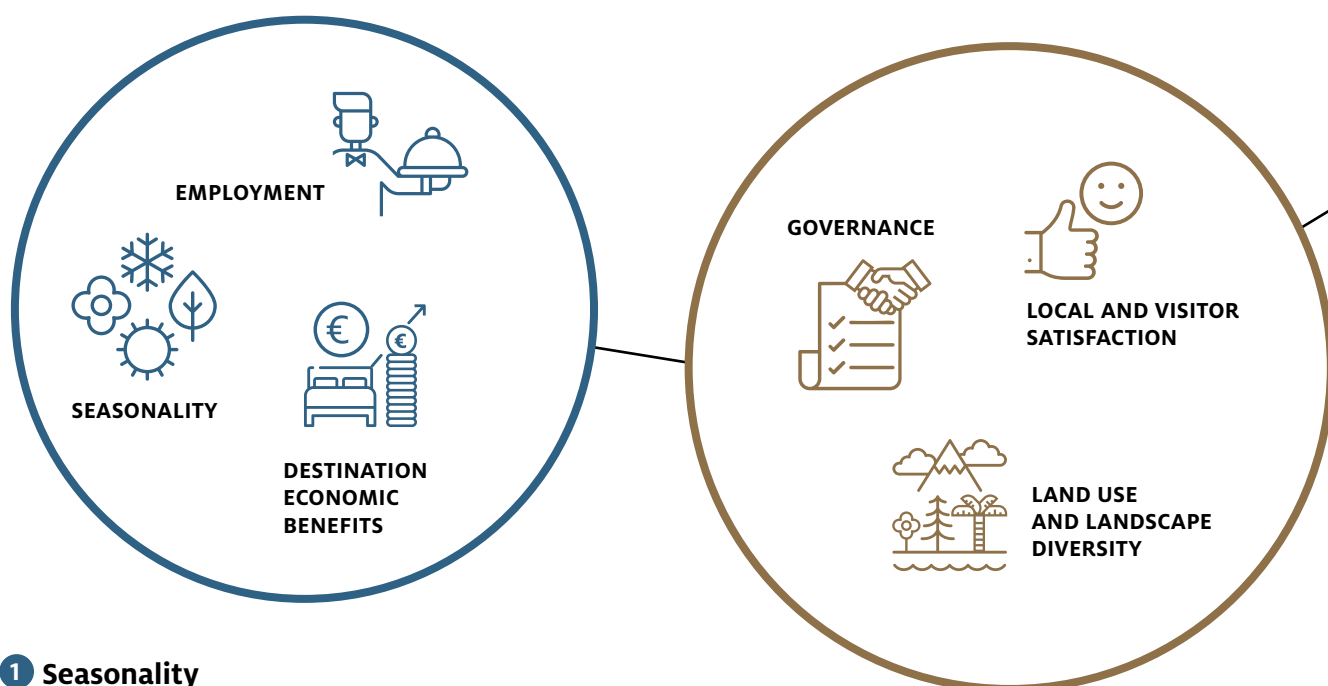 EMPLOYMENT
SEASONALITY
€
€
DESTINATION
ECONOMIC
BENEFITS
GOVERNANCE
LOCAL AND VISITOR
SATISFACTION
LAND USE
AND LANDSCAPE
DIVERSITY
1 Seasonality